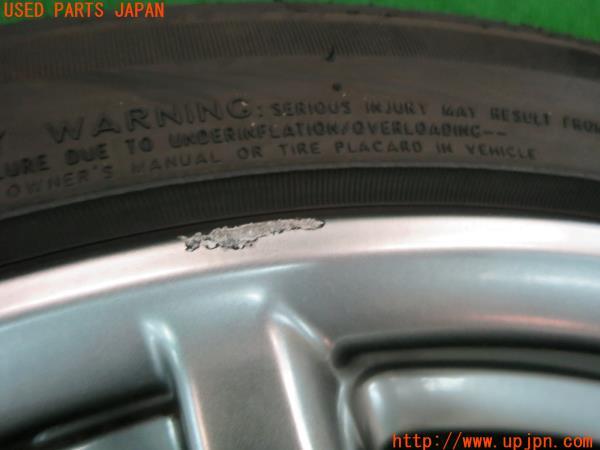 USED PARTS JAPAN
WARNING: SERIOUS INJURY MAY RESULT FROM
LURE DUE TO UNDERINFLATION/OVERLOADING--
OWNER'S MANUAL OR TIRE PLACARD IN VEHICLE
http://www.upjpn.com/